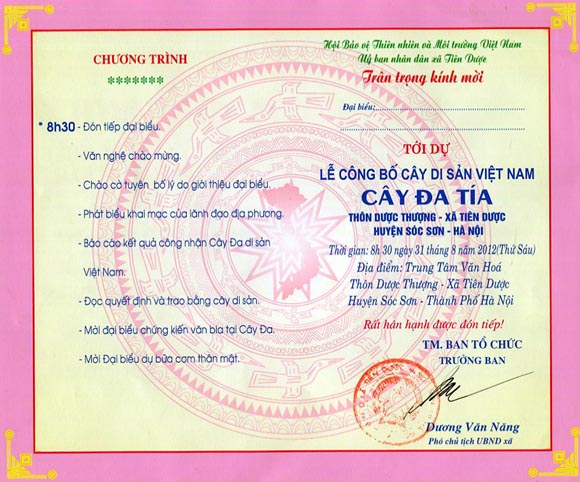 CHƯƠNG TRÌNH
*******
* 8h30 - Đón tiếp đại biểu.
- Văn nghệ chào mừng.
- Chào cờ tuyên bố lý do giới thiệu đại biểu.
- Phát biểu khai mạc của lãnh đạo địa phương.
- Báo cáo kết quả công nhận Cây Đa di sản
Việt Nam.
- Đọc quyết định và trao bằng cây di sản.
- Mời đại biểu chứng kiến văn bia tại Cây Đa.
- Mời Đại biểu dự bữa cơm thân mật.
Hội Bảo vệ Thiên nhiên và Môi trường Việt Nam
Uỷ ban nhân dân xã Tiên Dược
Trân trọng kính mời
Đại biểu:
TỚI DỰ
LỄ CÔNG BỐ CÂY DI SẢN VIỆT NAM
CÂY ĐA TÍA
THÔN DƯỢC THƯỢNG - XÃ TIÊN DƯỢC
HUYỆN SÓC SƠN - HÀ NỘI
Thời gian: 8h 30 ngày 31 tháng 8 năm 2012(Thứ Sáu)
Địa điểm: Trung Tâm Văn Hoá
Thôn Dược Thượng - Xã Tiên Dược
Huyện Sóc Sơn - Thành Phố Hà Nội
Rất hân hạnh được đón tiếp!
TM. BAN TỔ CHỨC
TRƯỞNG BAN
Dương Văn Năng
Phó chủ tịch UBND xã